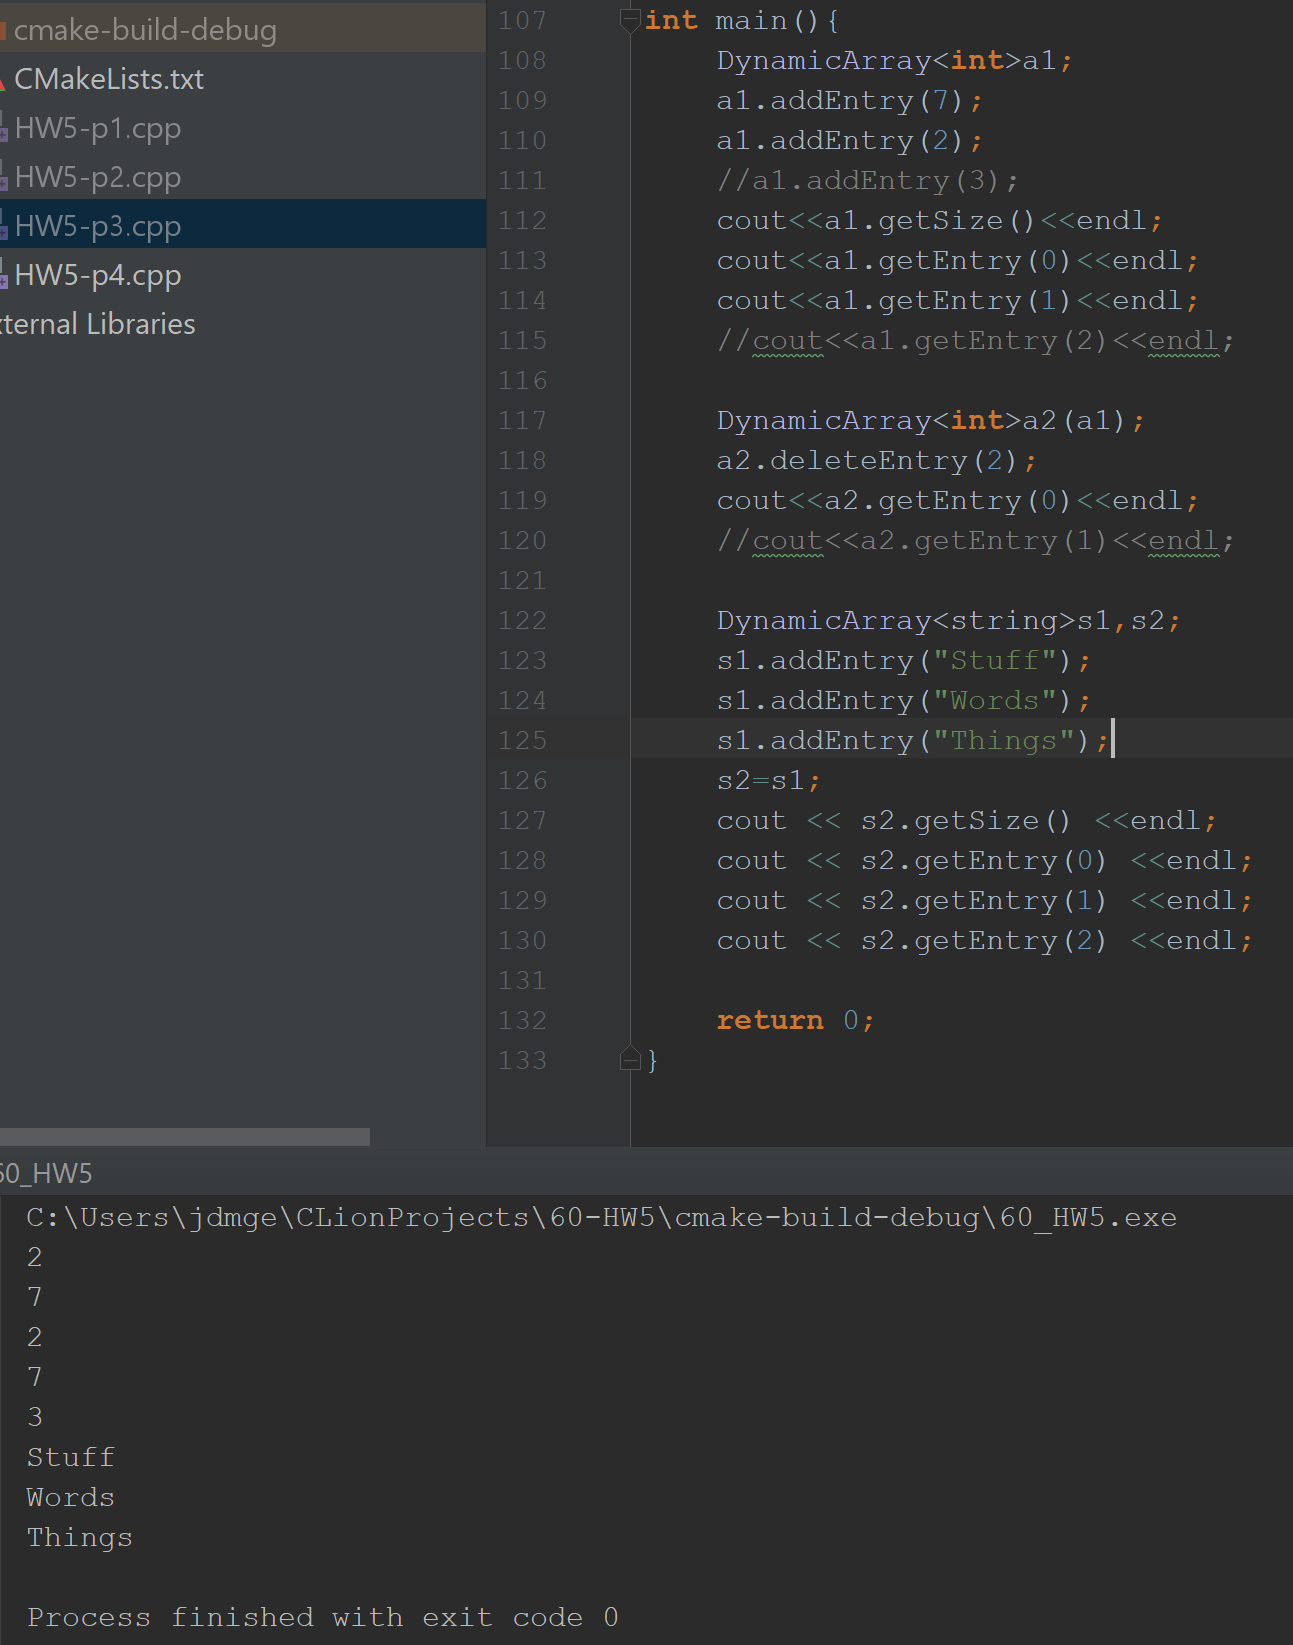 cmake-build-debug
CMakeLists.txt
HW5-p1.cpp
HW5-p2.cpp
HW5-p3.cpp
HW5-p4.cpp
ternal Libraries
107 int main(){
108 DynamicArray<int>a1;
109 a1.addEntry(7);
110 a1.addEntry(2);
111 //a1.addEntry(3);
112 cout<<a1.getSize()<<endl;
113 cout<<a1.getEntry(0)<<endl;
114 cout<<a1.getEntry(1)<<endl;
115 //cout<<a1.getEntry(2)<<endl;
116
117 DynamicArray<int>a2(a1);
118 a2.deleteEntry(2);
119 cout<<a2.getEntry(0)<<endl;
120 //cout<<a2.getEntry(1)<<endl;
121
122 DynamicArray<string>s1,s2;
123 s1.addEntry("Stuff");
124 s1.addEntry("Words");
125 s1.addEntry("Things");
126 s2=s1;
127 cout << s2.getSize() <<endl;
128 cout << s2.getEntry(0) <<endl;
129 cout << s2.getEntry(1) <<endl;
130 cout << s2.getEntry(2) <<endl;
131
132 return 0;
133 }
60_HW5
C:\Users\jdmge\CLionProjects\60-HW5\cmake-build-debug\60_HW5.exe
2
7
2
7
3
Stuff
Words
Things
Process finished with exit code 0